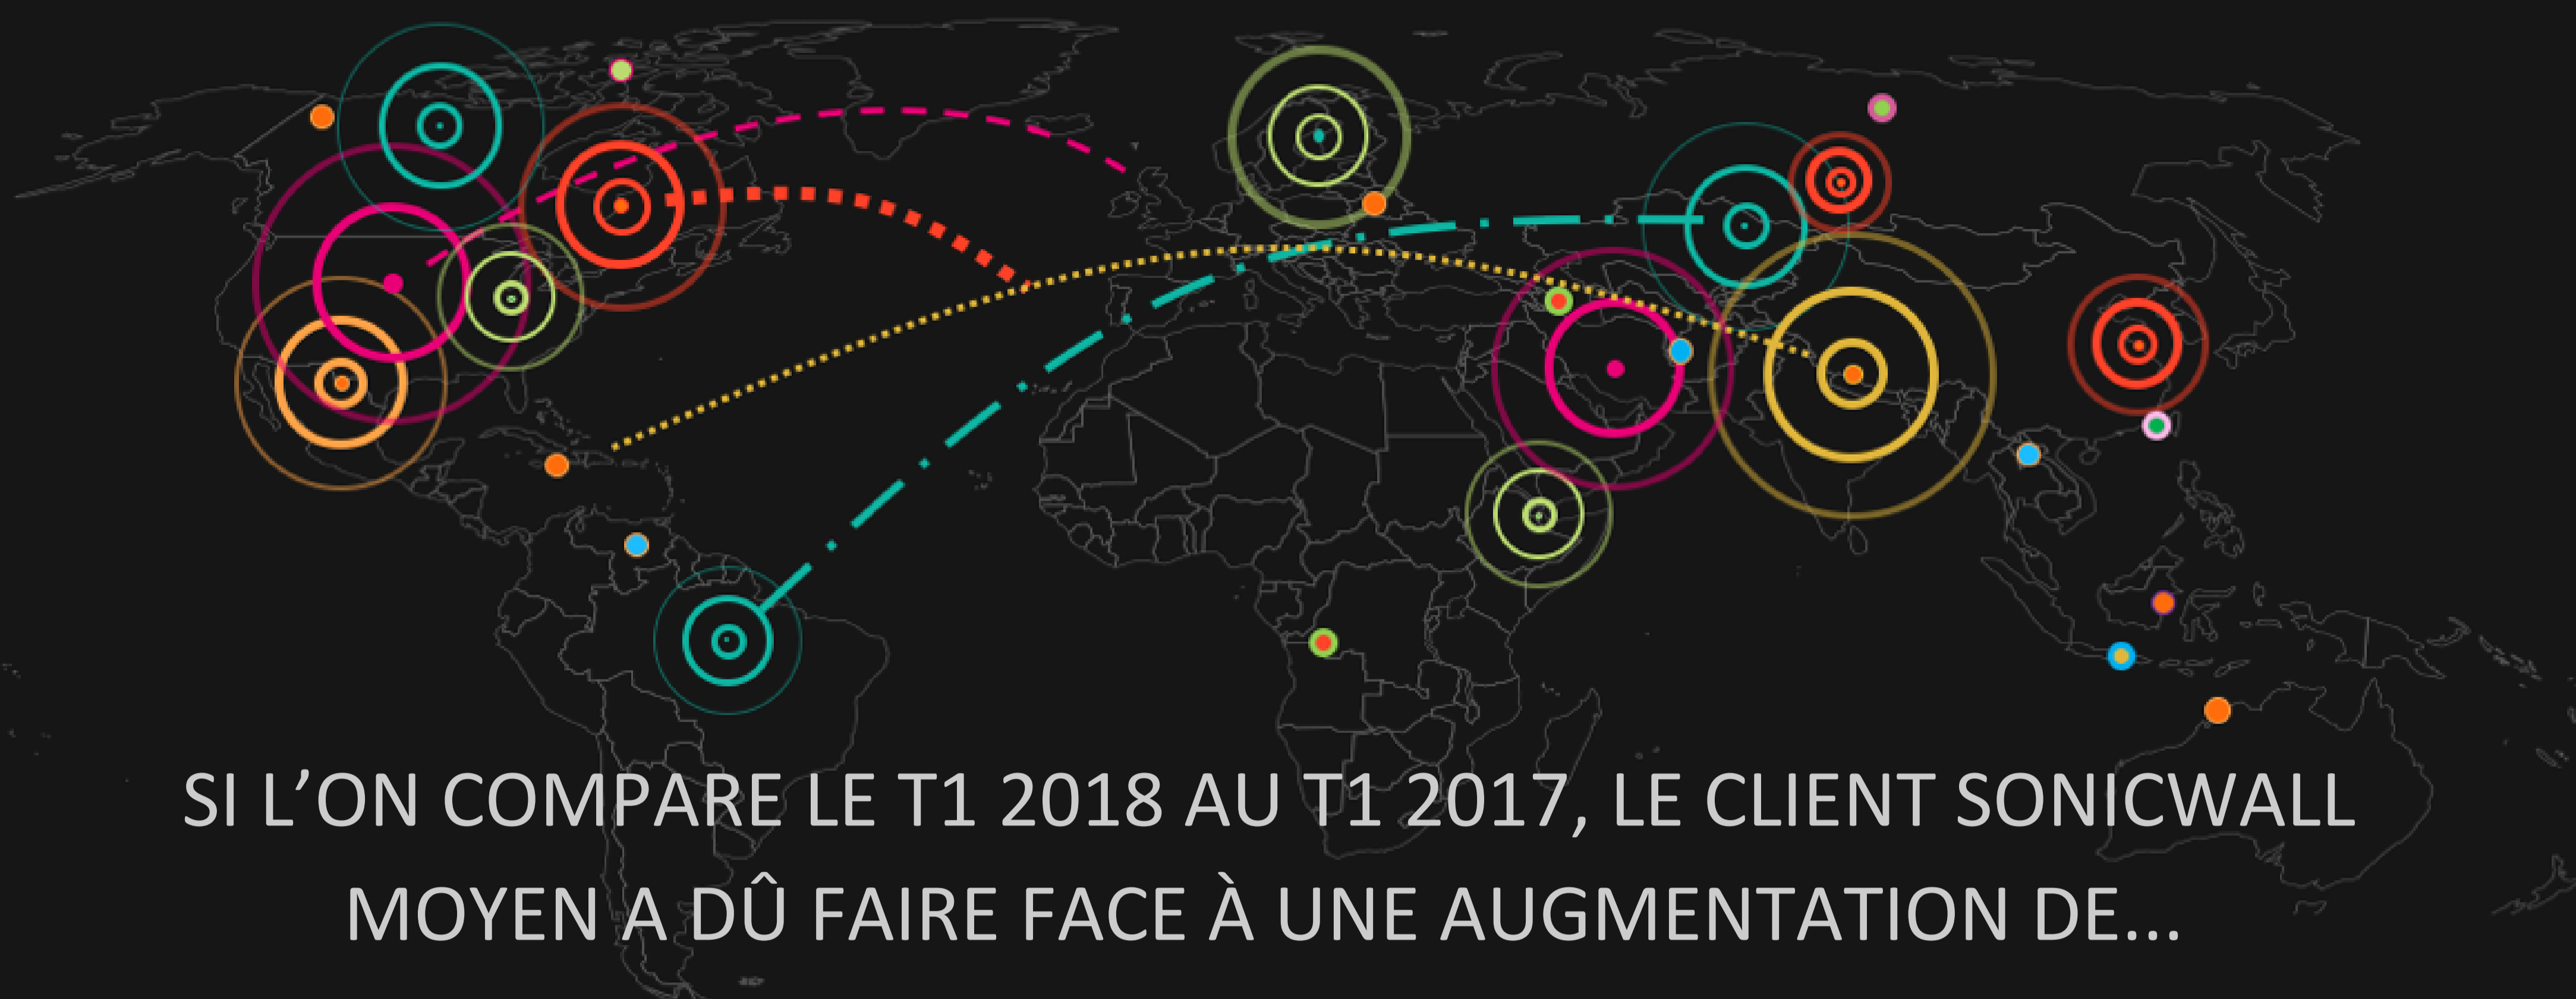 SI L’ON COMPARE LE T1 2018 AU T1 2017, LE CLIENT SONICWALL
MOYEN A DÛ FAIRE FACE À UNE AUGMENTATION DE...